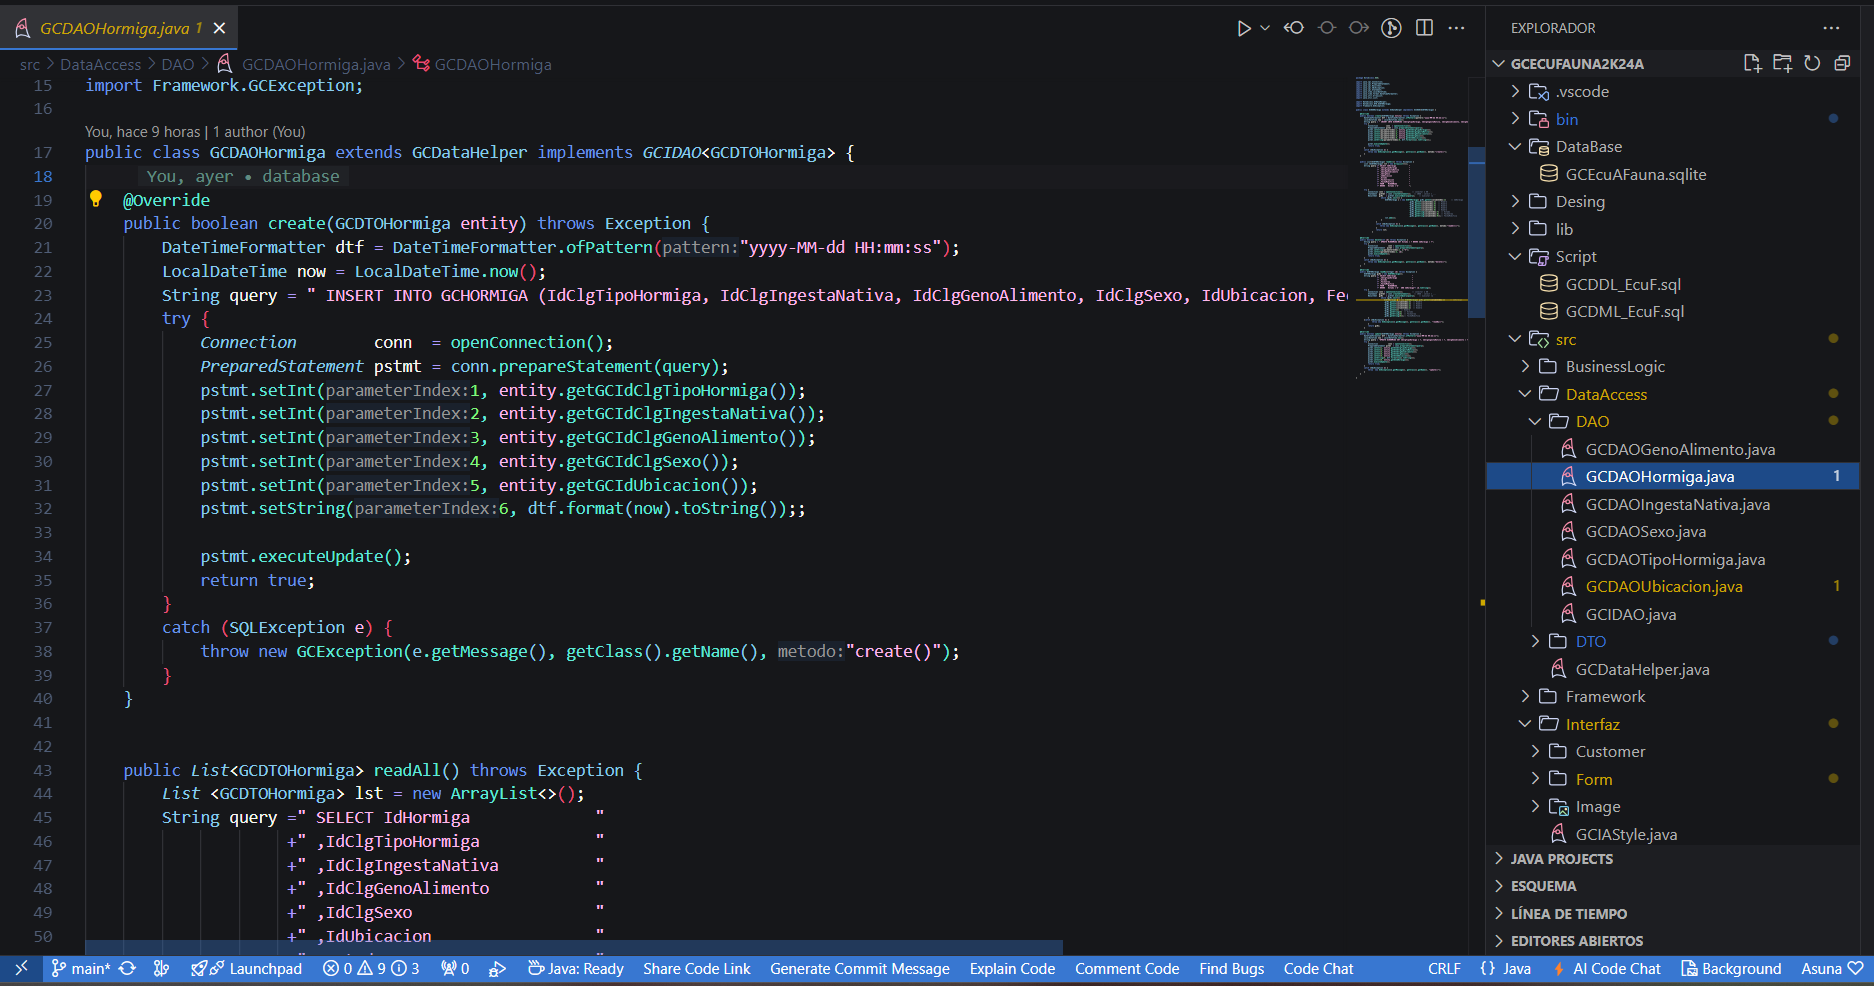 GCDAOHormiga.java 1
src > DataAccess > DAO > GCDAOHormiga.java > GCDAOHormiga
15 import Framework.GCException;
16
You, hace 9 horas | 1 author (You)
17 public class GCDAOHormiga extends GCDataHelper implements GCIDAO<GCDTOHormiga> {
18 You, ayer • database
19 @Override
20 public boolean create(GCDTOHormiga entity) throws Exception {
21 DateTimeFormatter dtf = DateTimeFormatter.ofPattern(pattern:"yyyy-MM-dd HH:mm:ss");
22 LocalDateTime now = LocalDateTime.now();
23 String query = " INSERT INTO GCHORMIGA (IdClgTipoHormiga, IdClgIngestaNativa, IdClgGenoAlimento, IdClgSexo, IdUbicacion, Fe
24 try {
25 Connection conn = openConnection();
26 PreparedStatement pstmt = conn.prepareStatement(query);
27 pstmt.setInt(parameterIndex:1, entity.getGCIdClgTipoHormiga());
28 pstmt.setInt(parameterIndex:2, entity.getGCIdClgIngestaNativa());
29 pstmt.setInt(parameterIndex:3, entity.getGCIdClgGenoAlimento());
30 pstmt.setInt(parameterIndex:4, entity.getGCIdClgSexo());
31 pstmt.setInt(parameterIndex:5, entity.getGCIdUbicacion());
32 pstmt.setString(parameterIndex:6, dtf.format(now).toString());;
33
34 pstmt.executeUpdate();
35 return true;
36 }
37 catch (SQLException e) {
38 throw new GCException(e.getMessage(), getClass().getName(), metodo:"create()");
39 }
40 }
41
42
43 public List<GCDTOHormiga> readAll() throws Exception {
44 List <GCDTOHormiga> lst = new ArrayList<>();
45 String query =" SELECT IdHormiga "
46 +" ,IdClgTipoHormiga "
47 +" ,IdClgIngestaNativa "
48 +" ,IdClgGenoAlimento "
49 +" ,IdClgSexo "
50 +" ,IdUbicacion "
EXPLORADOR
GCECUFAUNA2K24A
.vscode
bin
DataBase
GCEcuAFauna.sqlite
Desing
lib
Script
GCDDL_EcuF.sql
GCDML_EcuF.sql
src
BusinessLogic
DataAccess
DAO
GCDAOGenoAlimento.java
GCDAOHormiga.java 1
GCDAOIngestaNativa.java
GCDAOSexo.java
GCDAOTipoHormiga.java
GCDAOUbicacion.java 1
GCIDAO.java
DTO
GCDataHelper.java
Framework
Interfaz
Customer
Form
Image
GCIAStyle.java
JAVA PROJECTS
ESQUEMA
LÍNEA DE TIEMPO
EDITORES ABIERTOS
main* Launchpad 0 9 3 0 Java: Ready Share Code Link Generate Commit Message Explain Code Comment Code Find Bugs Code Chat CRLF {} Java AI Code Chat Background Asuna